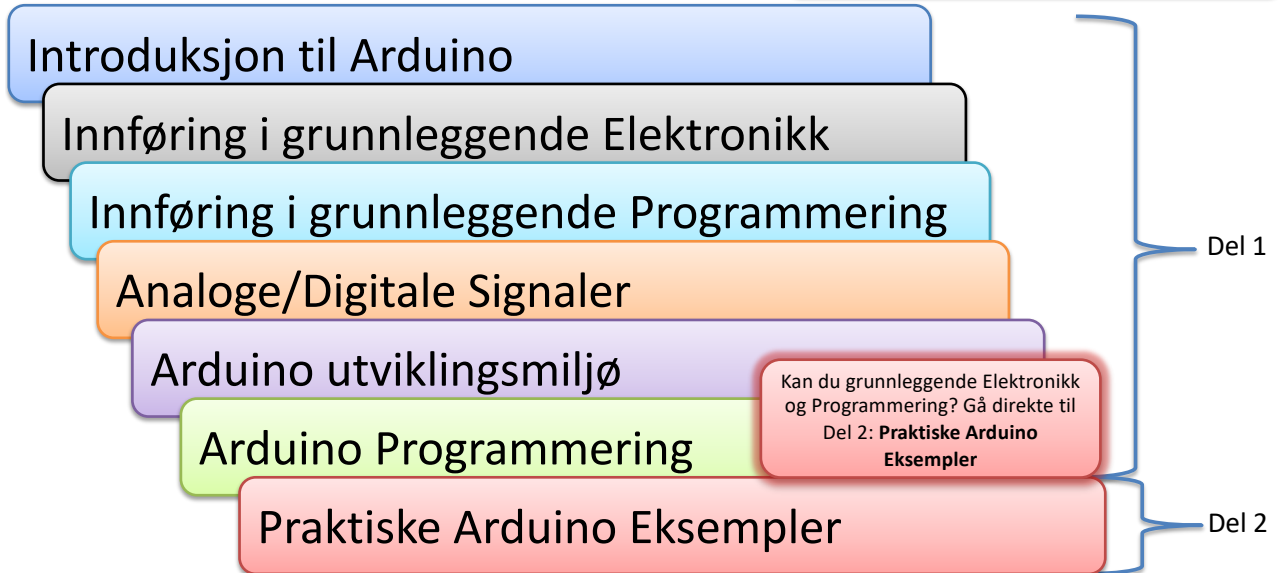 Introduksjon til Arduino
Innføring i grunnleggende Elektronikk
Innføring i grunnleggende Programmering
Analoge/Digitale Signaler
Arduino utviklingsmiljø
Arduino Programmering
Praktiske Arduino Eksempler
Kan du grunnleggende Elektronikk
og Programmering? Gå direkte til
Del 2: Praktiske Arduino
Eksempler
Del 1
Del 2